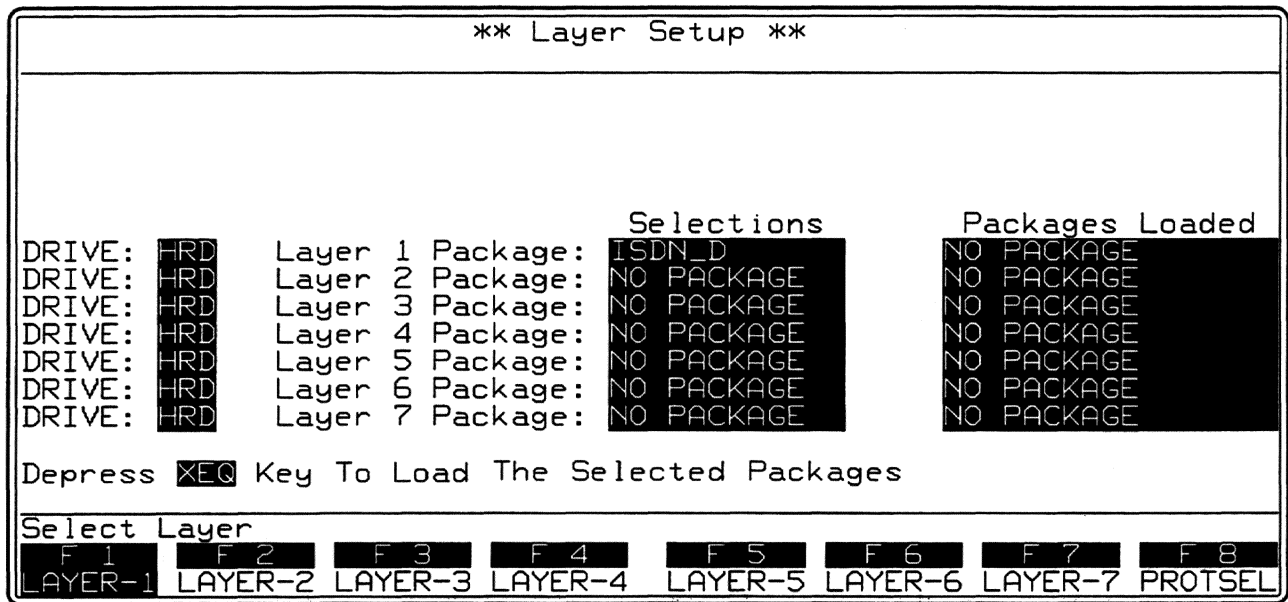 ** Layer Setup **
Selections Packages Loaded
DRIVE: HRD Layer 1 Package: ISDN_D NO PACKAGE
DRIVE: HRD Layer 2 Package: NO PACKAGE NO PACKAGE
DRIVE: HRD Layer 3 Package: NO PACKAGE NO PACKAGE
DRIVE: HRD Layer 4 Package: NO PACKAGE NO PACKAGE
DRIVE: HRD Layer 5 Package: NO PACKAGE NO PACKAGE
DRIVE: HRD Layer 6 Package: NO PACKAGE NO PACKAGE
DRIVE: HRD Layer 7 Package: NO PACKAGE NO PACKAGE
Depress XEQ Key To Load The Selected Packages
Select Layer
F 1 F 2 F 3 F 4 F 5 F 6 F 7 F 8
LAYER-1 LAYER-2 LAYER-3 LAYER-4 LAYER-5 LAYER-6 LAYER-7 PROTSEL